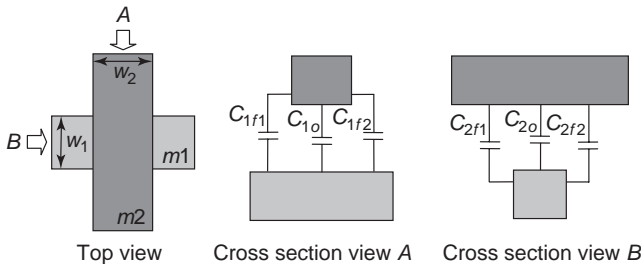 A
w₂
B
w₁
m1
m2
Top view
C₁f₁ C₁ₒ C₁f₂
Cross section view A
C₂f₁ C₂ₒ C₂f₂
Cross section view B